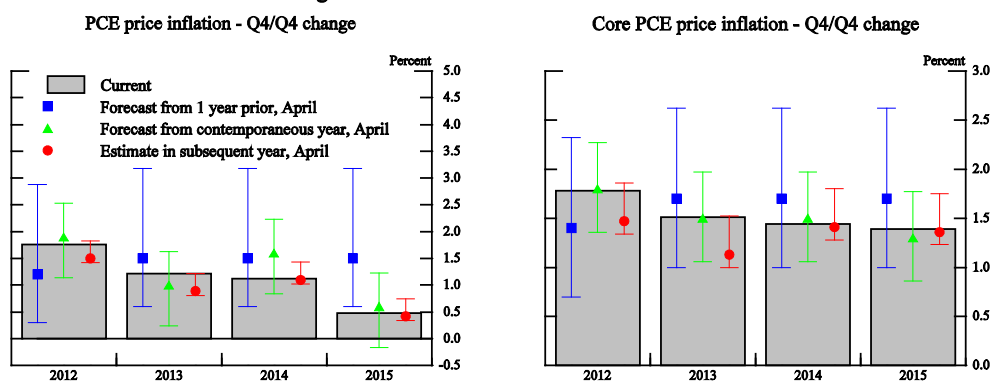 PCE price inflation - Q4/Q4 change
Percent
5.0
4.5
4.0
3.5
3.0
2.5
2.0
1.5
1.0
0.5
0.0
-0.5
Current
Forecast from 1 year prior, April
Forecast from contemporaneous year, April
Estimate in subsequent year, April
2012 2013 2014 2015
Core PCE price inflation - Q4/Q4 change
Percent
3.0
2.5
2.0
1.5
1.0
0.5
0.0
2012 2013 2014 2015